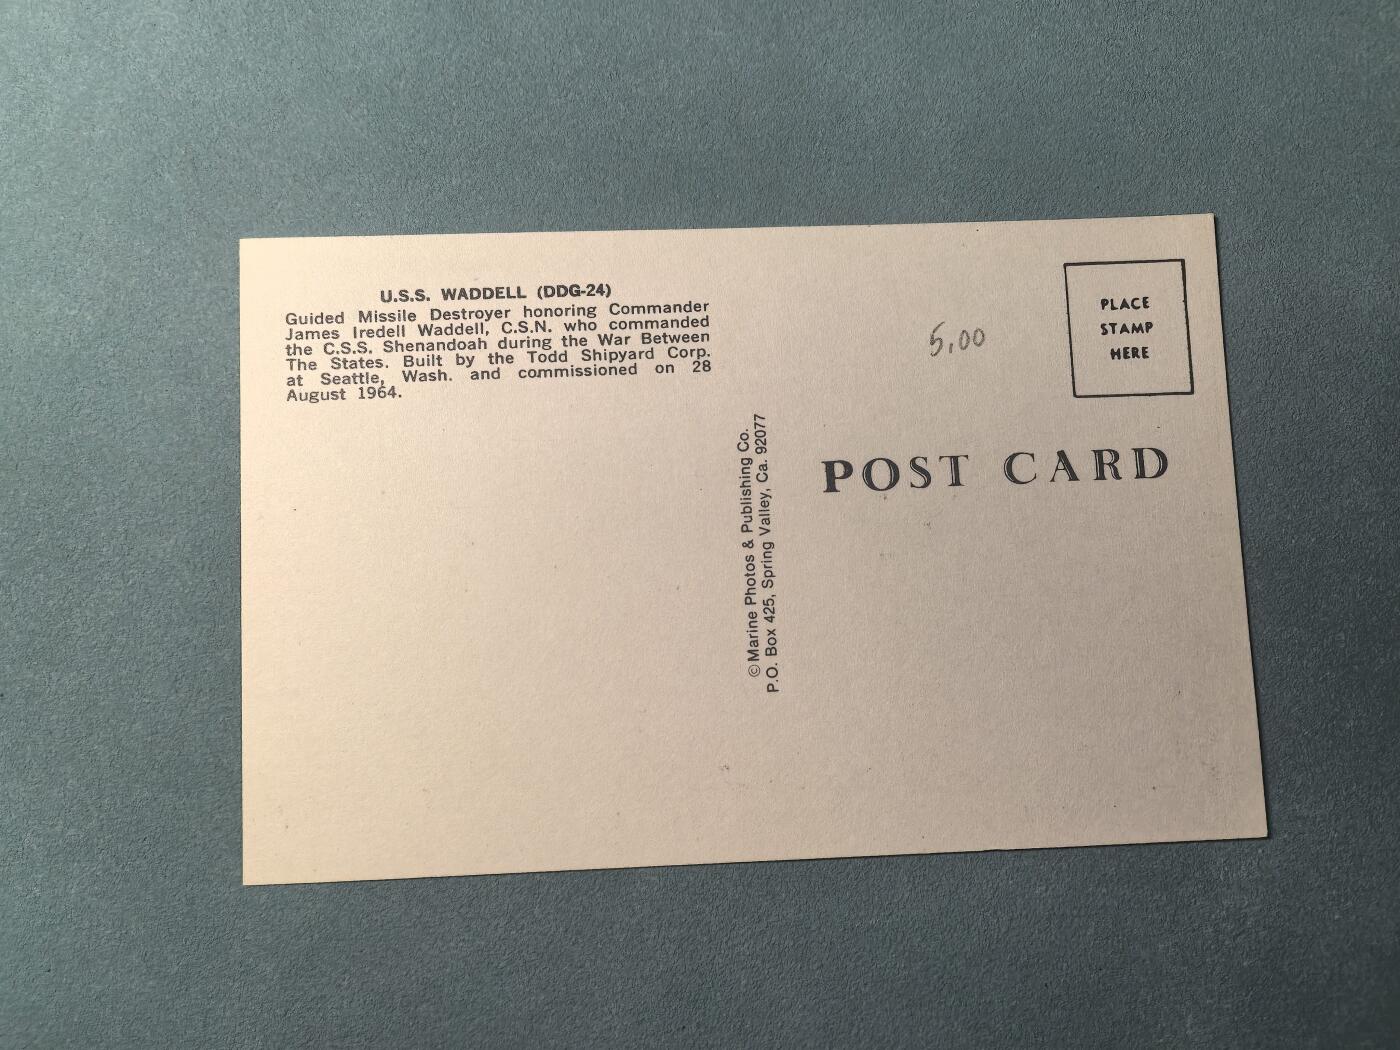 U.S.S. WADDELL (DDG-24)
Guided Missile Destroyer honoring Commander
James Iredell Waddell, C.S.N. who commanded
the C.S.S. Shenandoah during the War Between
The States. Built by the Todd Shipyard Corp.
at Seattle, Wash. and commissioned on 28
August 1964.
©Marine Photos & Publishing Co.
P.O. Box 425, Spring Valley, Ca. 92077
5,00
PLACE
STAMP
HERE
POST CARD